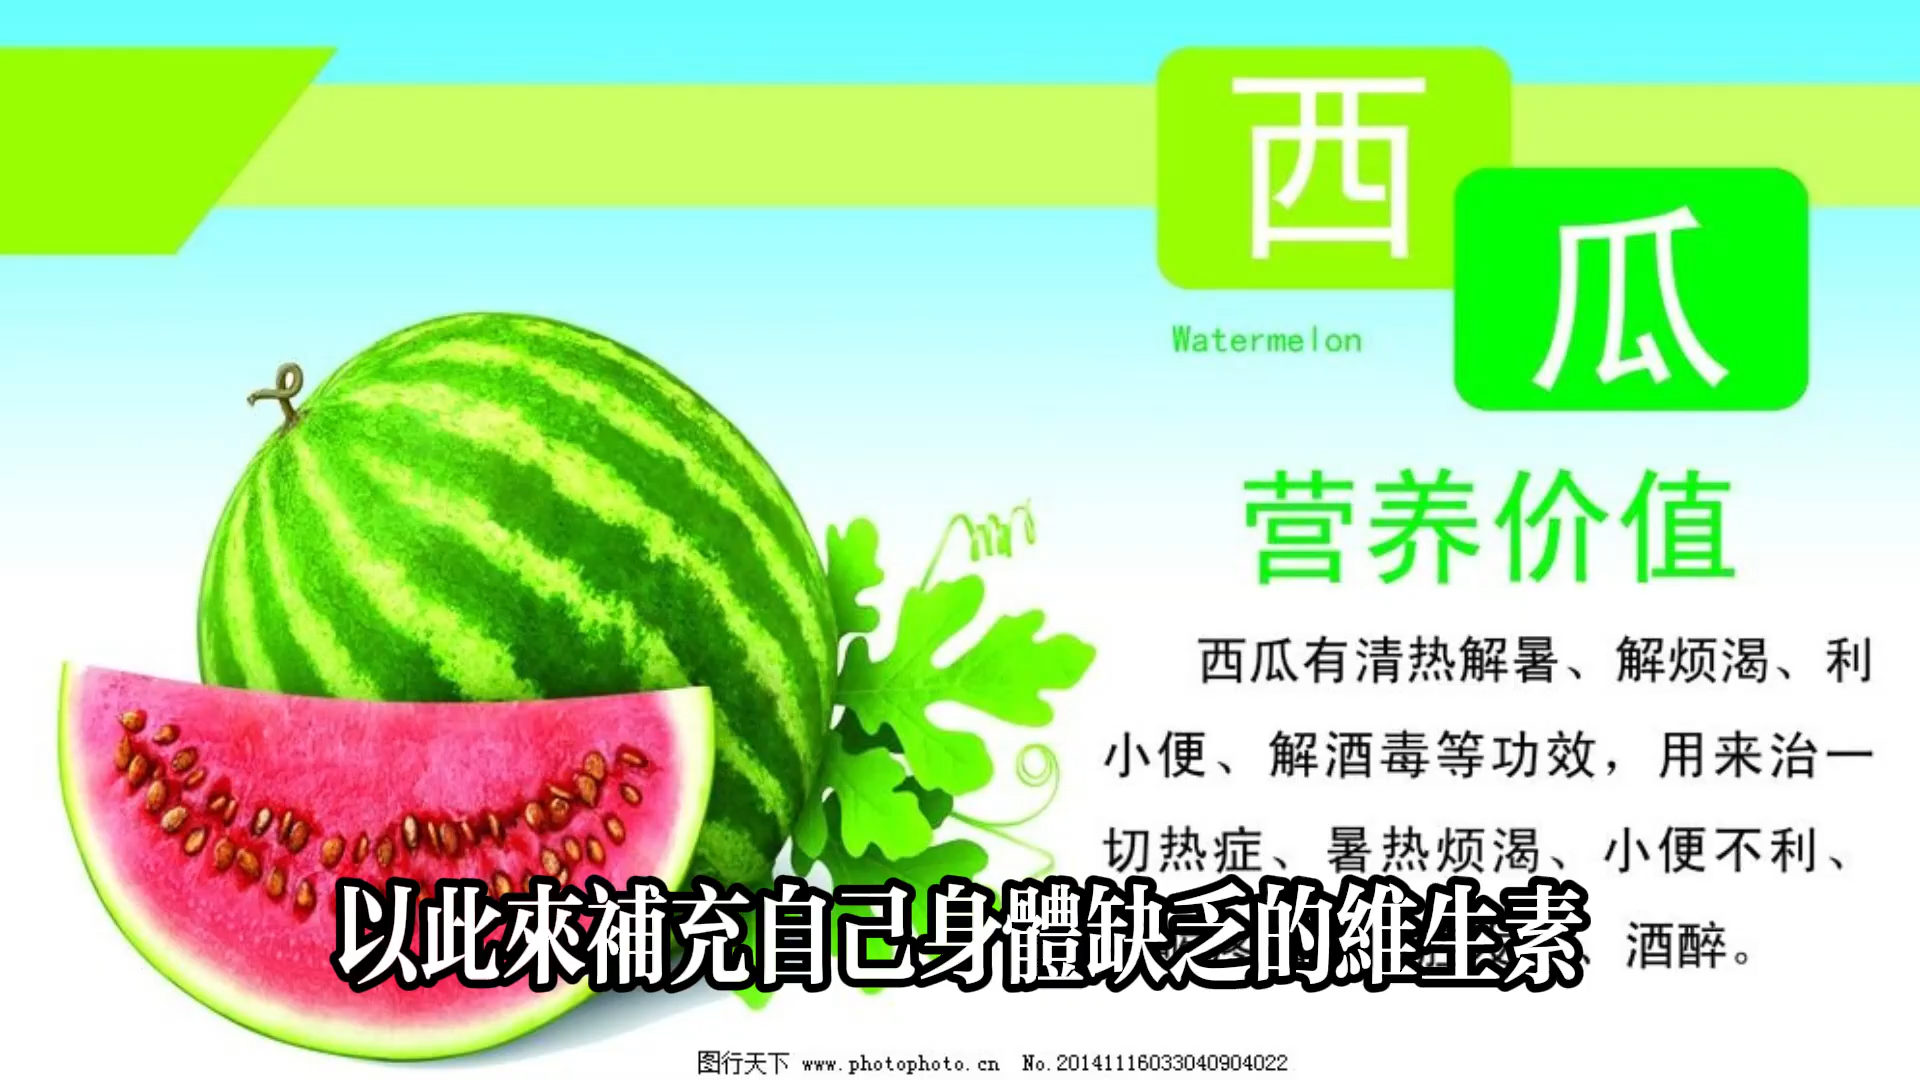 西
瓜
Watermelon
营养价值
西瓜有清热解暑、解烦渴、利
小便、解酒毒等功效，用来治一
切热症、暑热烦渴、小便不利、
、酒醉。
以此來補充自己身體缺乏的維生素
图行天下 www.photophoto.cn No.20141116033040904022